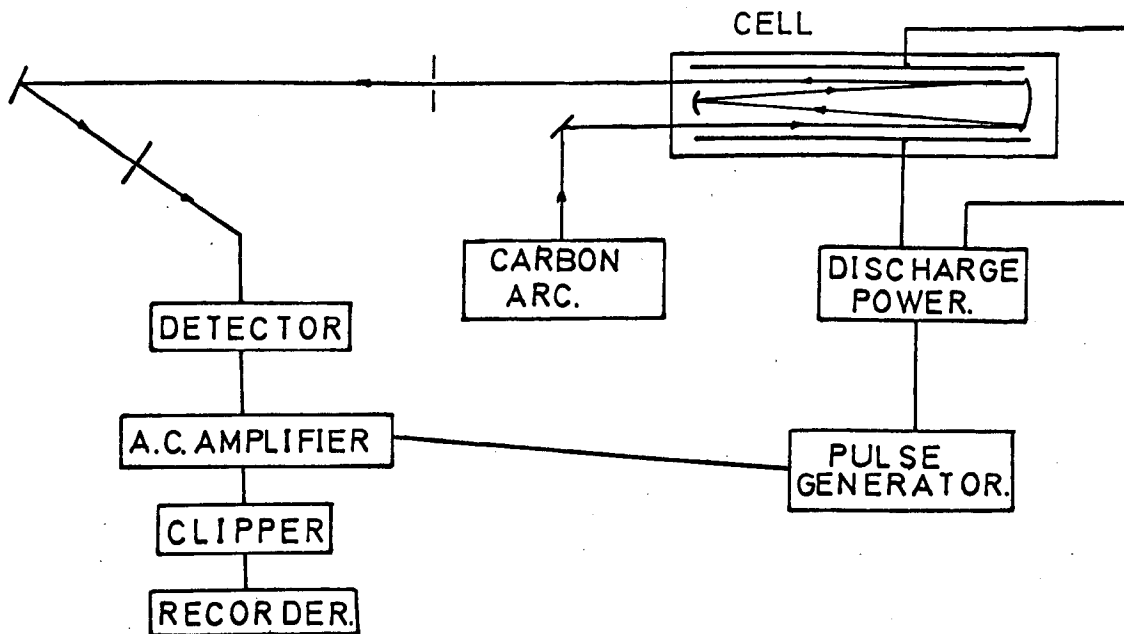 CELL
CARBON
ARC.
DISCHARGE
POWER.
DETECTOR
A.C. AMPLIFIER
PULSE
GENERATOR.
CLIPPER
RECORDER.